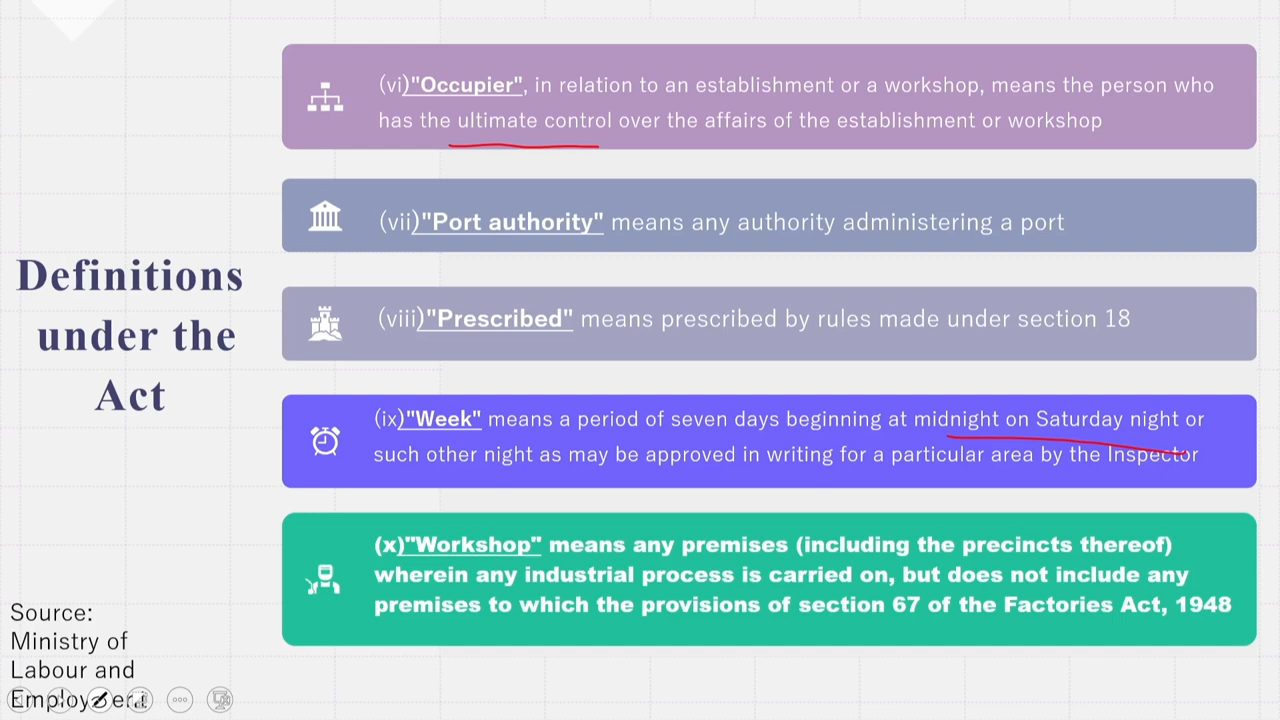 Definitions
under the
Act
(vi)"Occupier", in relation to an establishment or a workshop, means the person who
has the ultimate control over the affairs of the establishment or workshop
(vii)"Port authority" means any authority administering a port
(viii)"Prescribed" means prescribed by rules made under section 18
(ix)"Week" means a period of seven days beginning at midnight on Saturday night or
such other night as may be approved in writing for a particular area by the Inspector
(x)"Workshop" means any premises (including the precincts thereof)
wherein any industrial process is carried on, but does not include any
premises to which the provisions of section 67 of the Factories Act, 1948
Source:
Ministry of
Labour and